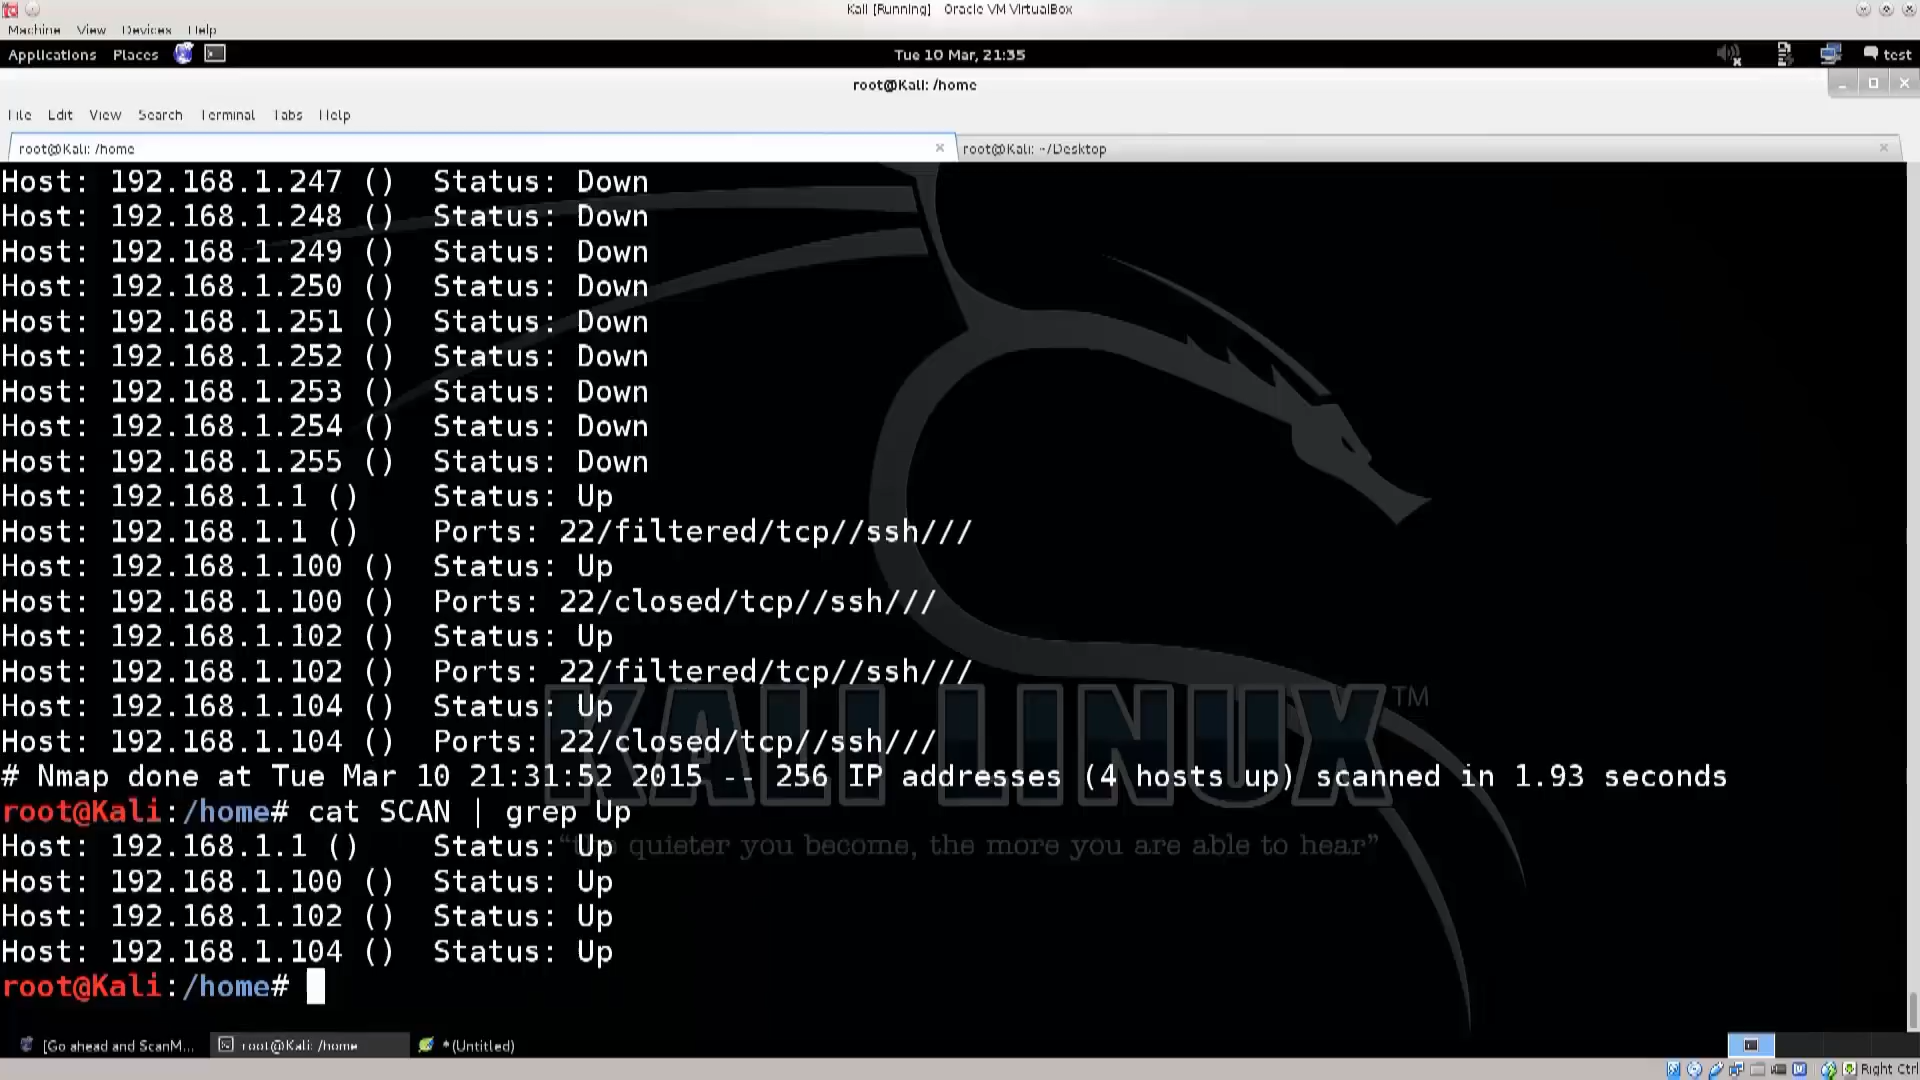 Kali [Running] - Oracle VM VirtualBox
Machine View Devices Help
Applications Places
Tue 10 Mar, 21:35
test
root@Kali: /home
File Edit View Search Terminal Tabs Help
root@Kali: /home
root@Kali: ~/Desktop
Host: 192.168.1.247 () Status: Down
Host: 192.168.1.248 () Status: Down
Host: 192.168.1.249 () Status: Down
Host: 192.168.1.250 () Status: Down
Host: 192.168.1.251 () Status: Down
Host: 192.168.1.252 () Status: Down
Host: 192.168.1.253 () Status: Down
Host: 192.168.1.254 () Status: Down
Host: 192.168.1.255 () Status: Down
Host: 192.168.1.1 () Status: Up
Host: 192.168.1.1 () Ports: 22/filtered/tcp//ssh///
Host: 192.168.1.100 () Status: Up
Host: 192.168.1.100 () Ports: 22/closed/tcp//ssh///
Host: 192.168.1.102 () Status: Up
Host: 192.168.1.102 () Ports: 22/filtered/tcp//ssh///
Host: 192.168.1.104 () Status: Up
Host: 192.168.1.104 () Ports: 22/closed/tcp//ssh///
# Nmap done at Tue Mar 10 21:31:52 2015 -- 256 IP addresses (4 hosts up) scanned in 1.93 seconds
root@Kali:/home# cat SCAN | grep Up
Host: 192.168.1.1 () Status: Up
Host: 192.168.1.100 () Status: Up
Host: 192.168.1.102 () Status: Up
Host: 192.168.1.104 () Status: Up
root@Kali:/home#
KALI LINUX™
quieter you become, the more you are able to hear”
[Go ahead and ScanM...
root@Kali: /home
*(Untitled)
Right Ctrl